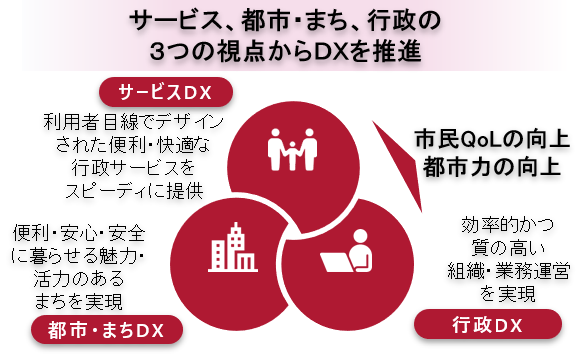 サービス、都市・まち、行政の
3つの視点からDXを推進
サービスDX
利用者目線でデザイン
された便利・快適な
行政サービスを
スピーディに提供
市民QoLの向上
都市力の向上
便利・安心・安全
に暮らせる魅力・
活力のある
まちを実現
都市・まちDX
効率的かつ
質の高い
組織・業務運営
を実現
行政DX